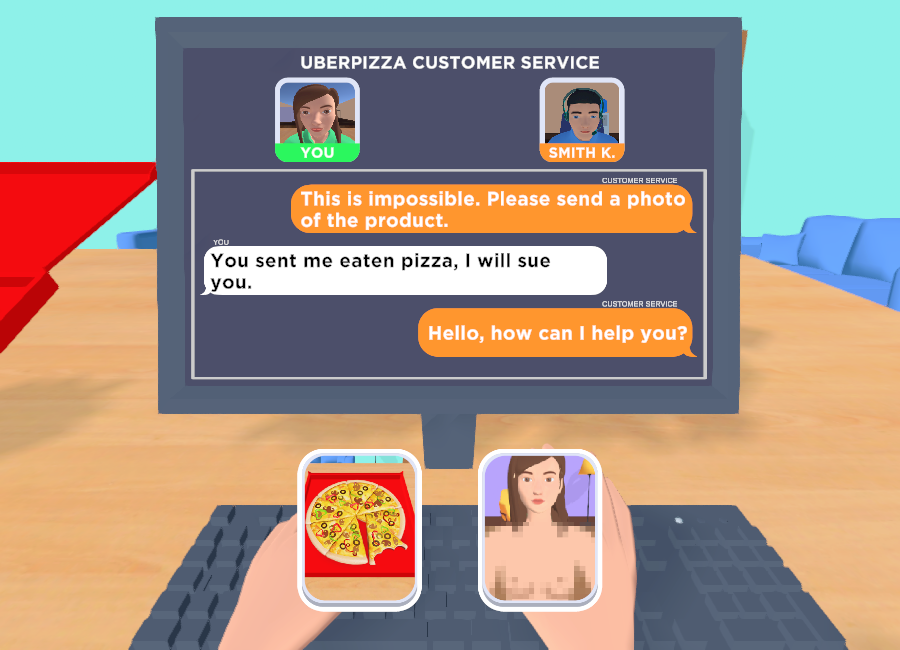 UBERPIZZA CUSTOMER SERVICE
YOU
SMITH K.
CUSTOMER SERVICE
This is impossible. Please send a photo
of the product.
YOU
You sent me eaten pizza, I will sue
you.
CUSTOMER SERVICE
Hello, how can I help you?